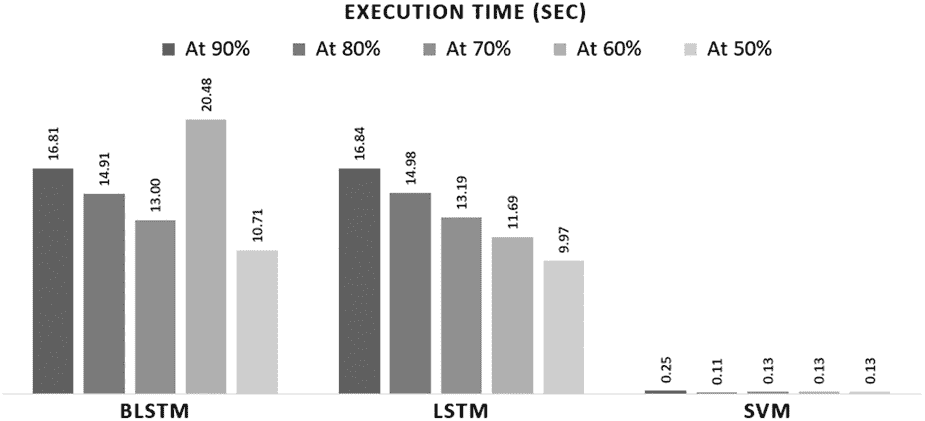 EXECUTION TIME (SEC)
At 90% At 80% At 70% At 60% At 50%
16.81 14.91 13.00 20.48 10.71
16.84 14.98 13.19 11.69 9.97
0.25 0.11 0.13 0.13 0.13
BLSTM LSTM SVM